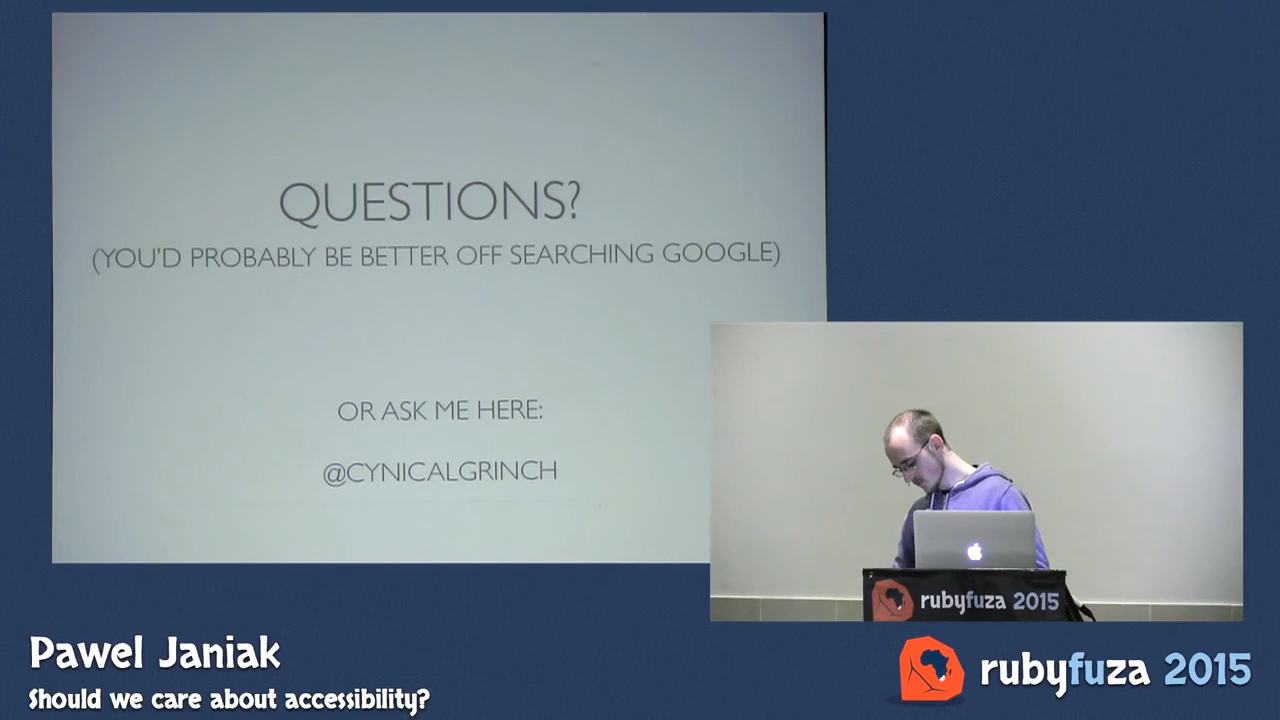 QUESTIONS?
(YOU'D PROBABLY BE BETTER OFF SEARCHING GOOGLE)
OR ASK ME HERE:
@CYNICALGRINCH
rubyfuza 2015
Pawel Janiak
Should we care about accessibility?
rubyfuza 2015